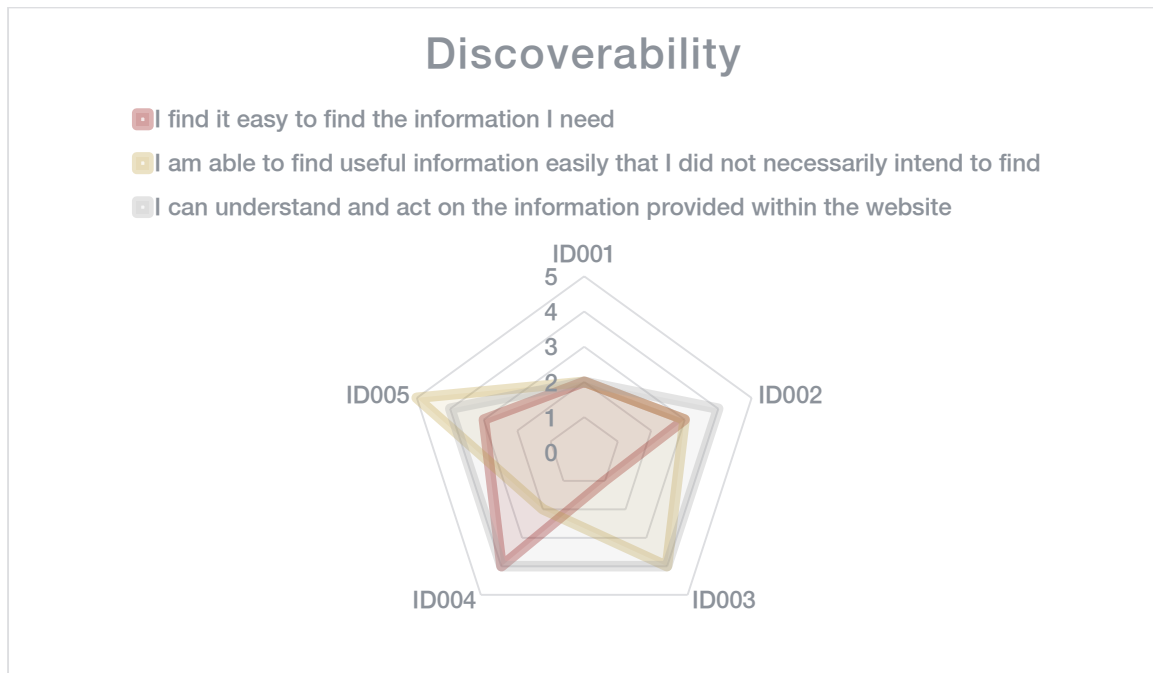 Discoverability
I find it easy to find the information I need
I am able to find useful information easily that I did not necessarily intend to find
I can understand and act on the information provided within the website
ID001
5
4
3
2
ID005
ID002
1
0
ID004
ID003